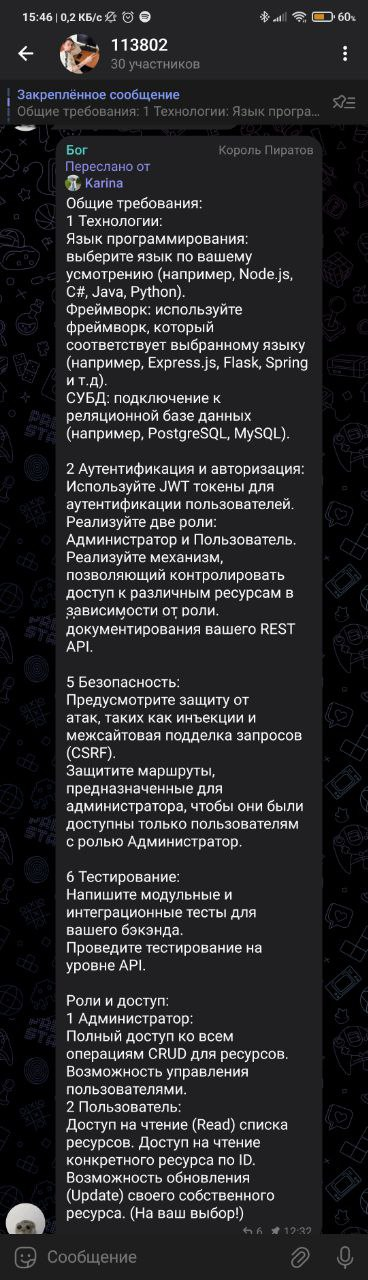 15:46 | 0,2 КБ/с
60%
113802
30 участников
Закреплённое сообщение
Общие требования: 1 Технологии: Язык програ...
Бог
Король Пиратов
Переслано от
Karina
Общие требования:
1 Технологии:
Язык программирования:
выберите язык по вашему
усмотрению (например, Node.js,
C#, Java, Python).
Фреймворк: используйте
фреймворк, который
соответствует выбранному языку
(например, Express.js, Flask, Spring
и т.д).
СУБД: подключение к
реляционной базе данных
(например, PostgreSQL, MySQL).
2 Аутентификация и авторизация:
Используйте JWT токены для
аутентификации пользователей.
Реализуйте две роли:
Администратор и Пользователь.
Реализуйте механизм,
позволяющий контролировать
доступ к различным ресурсам в
зависимости от роли.
документирования вашего REST
API.
5 Безопасность:
Предусмотрите защиту от
атак, таких как инъекции и
межсайтовая подделка запросов
(CSRF).
Защитите маршруты,
предназначенные для
администратора, чтобы они были
доступны только пользователям
с ролью Администратор.
6 Тестирование:
Напишите модульные и
интеграционные тесты для
вашего бэкэнда.
Проведите тестирование на
уровне API.
Роли и доступ:
1 Администратор:
Полный доступ ко всем
операциям CRUD для ресурсов.
Возможность управления
пользователями.
2 Пользователь:
Доступ на чтение (Read) списка
ресурсов. Доступ на чтение
конкретного ресурса по ID.
Возможность обновления
(Update) своего собственного
ресурса. (На ваш выбор!)
6 12:32
Сообщение